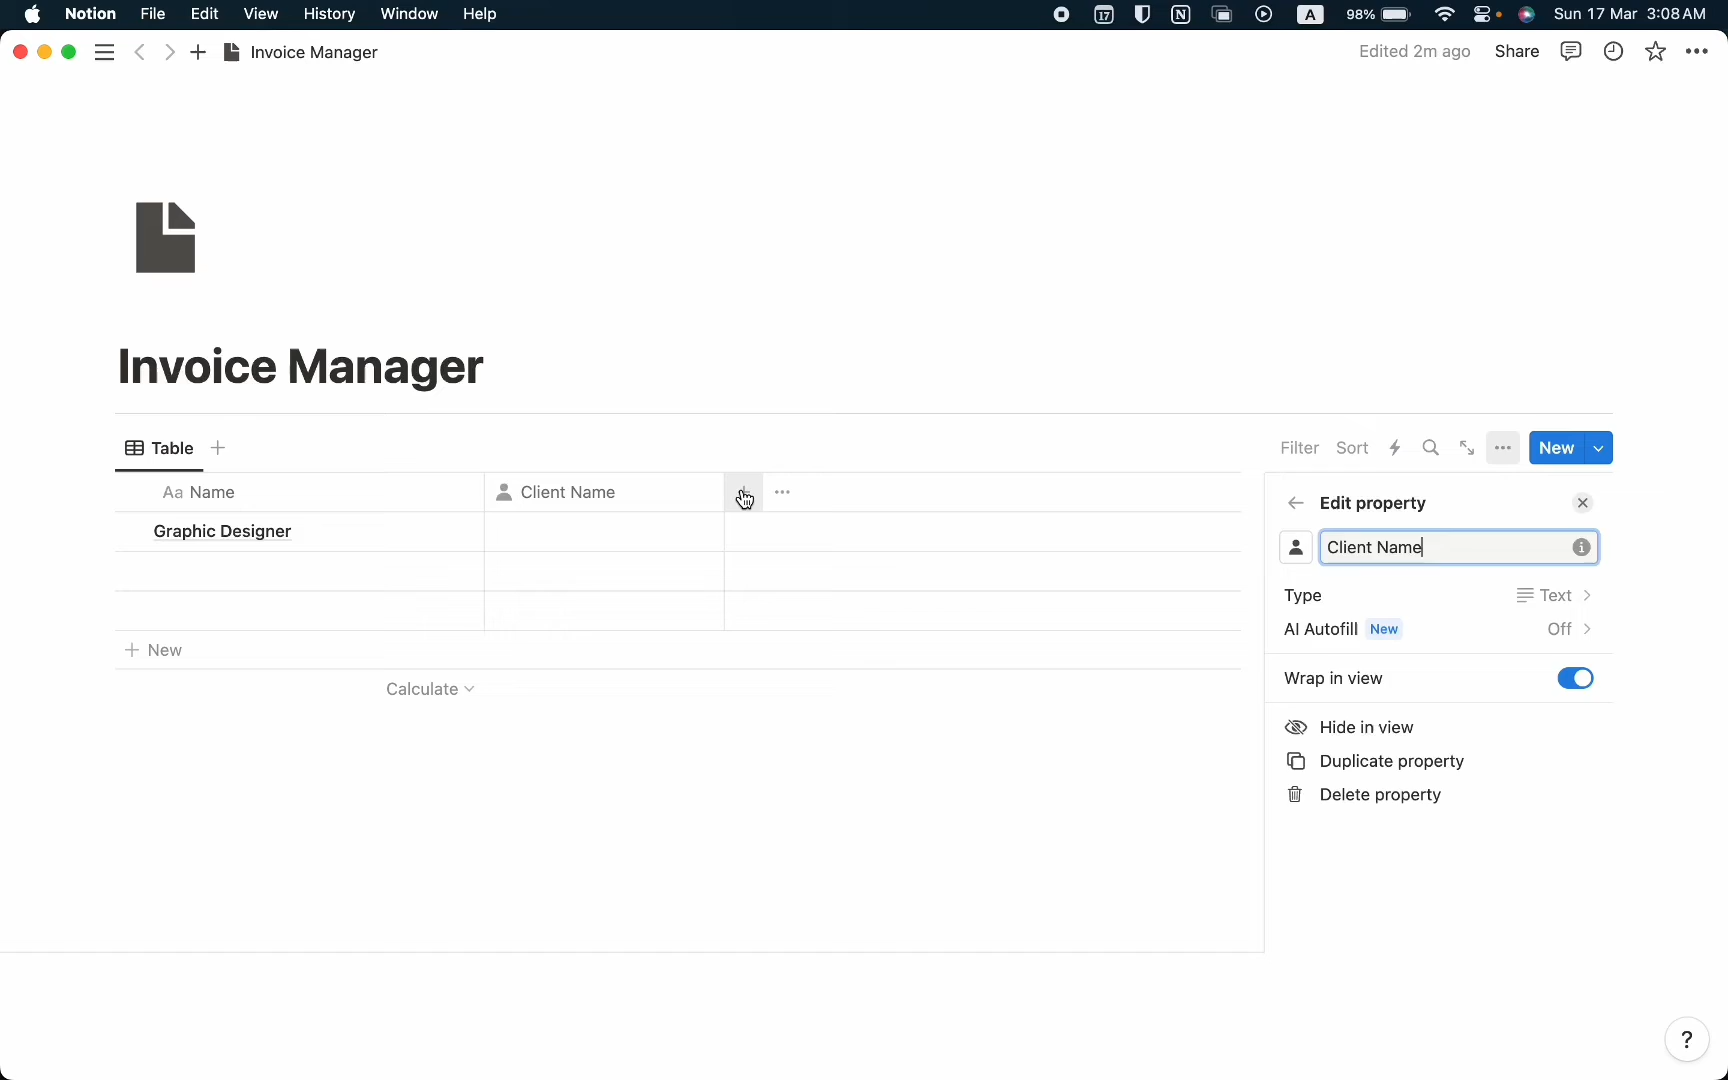 Notion File Edit View History Window Help 17 A 98% Sun 17 Mar 3:08 AM
Invoice Manager Edited 2m ago Share
Invoice Manager
Table Filter Sort New
Aa Name Client Name Edit property
Graphic Designer Client Name
Type Text
AI Autofill New Off
New
Wrap in view
Calculate
Hide in view
Duplicate property
Delete property
?